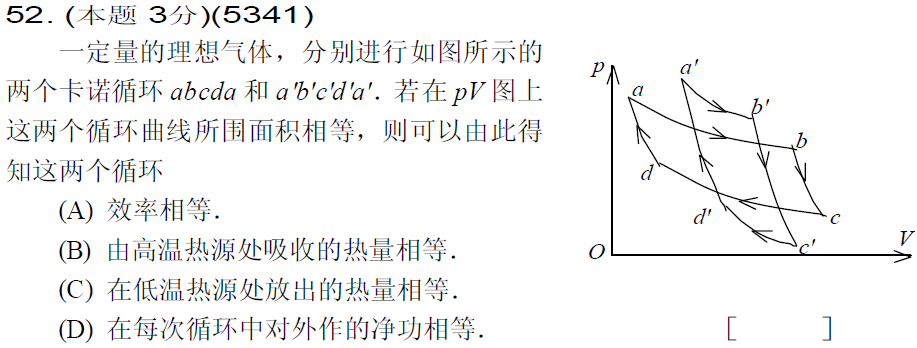 52. (本题 3分)(5341)
一定量的理想气体，分别进行如图所示的
两个卡诺循环 abcda 和 a'b'c'd'a'．若在 pV 图上
这两个循环曲线所围面积相等，则可以由此得
知这两个循环
(A) 效率相等．
(B) 由高温热源处吸收的热量相等．
(C) 在低温热源处放出的热量相等．
(D) 在每次循环中对外作的净功相等．
[ ]
p
a'
a
b'
b
d
d'
c
c'
O
V